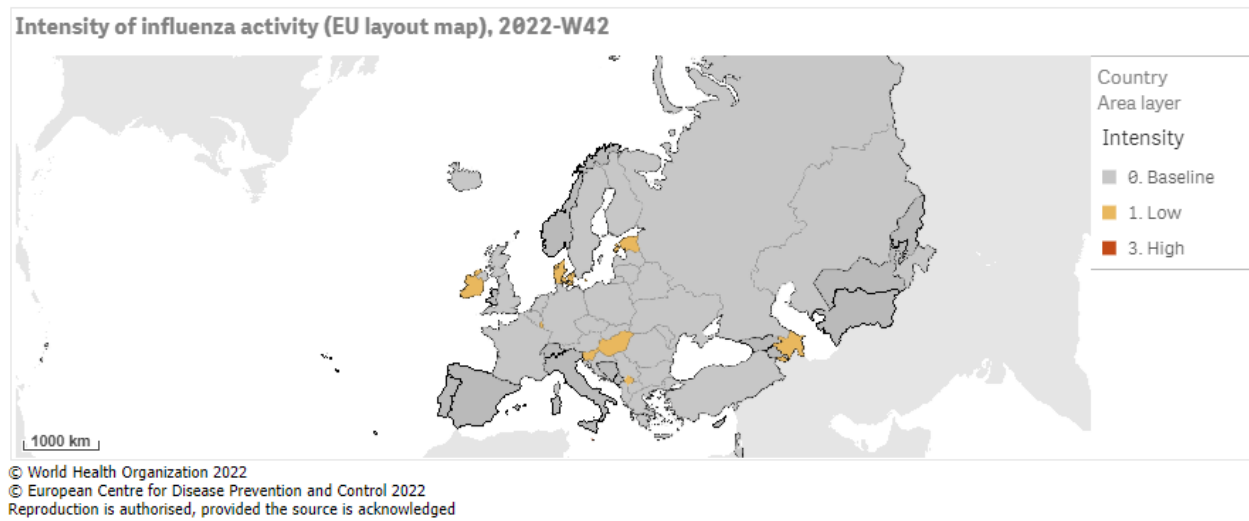 Intensity of influenza activity (EU layout map), 2022-W42
Country
Area layer
Intensity
0. Baseline
1. Low
3. High
1000 km
© World Health Organization 2022
© European Centre for Disease Prevention and Control 2022
Reproduction is authorised, provided the source is acknowledged